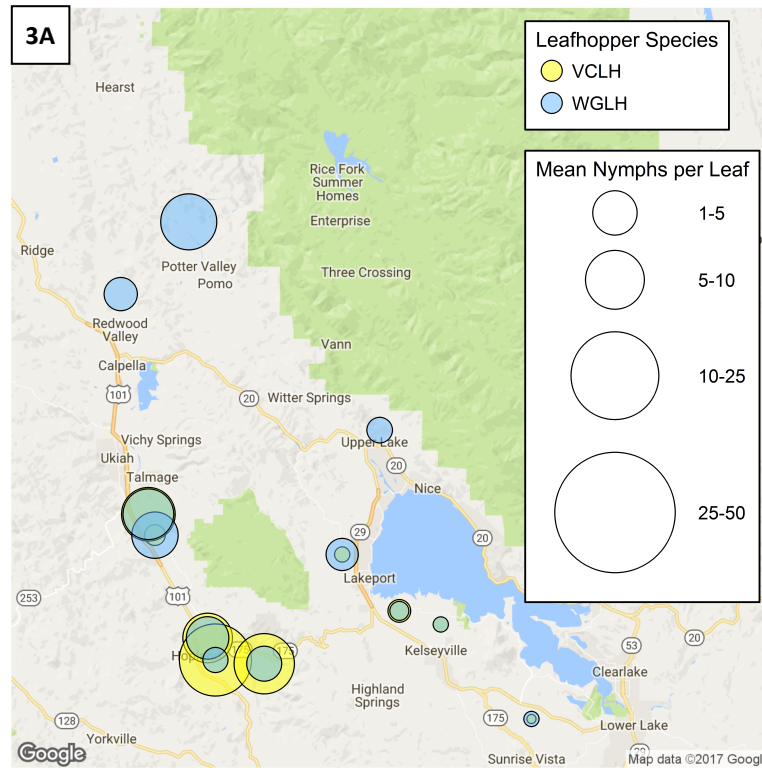 3A
Leafhopper Species
VCLH
WGLH
Mean Nymphs per Leaf
1-5
5-10
10-25
25-50
Hearst
Rice Fork
Summer
Homes
Enterprise
Ridge
Potter Valley
Pomo
Three Crossing
Redwood
Valley
Vann
Calpella
101
20
Witter Springs
Vichy Springs
Upper Lake
Ukiah
20
Talmage
Nice
29
20
Lakeport
253
101
20
53
175
175
Kelseyville
Clearlake
Highland
Springs
128
175
Lower Lake
Yorkville
Google
Sunrise Vista
Map data ©2017 Googl